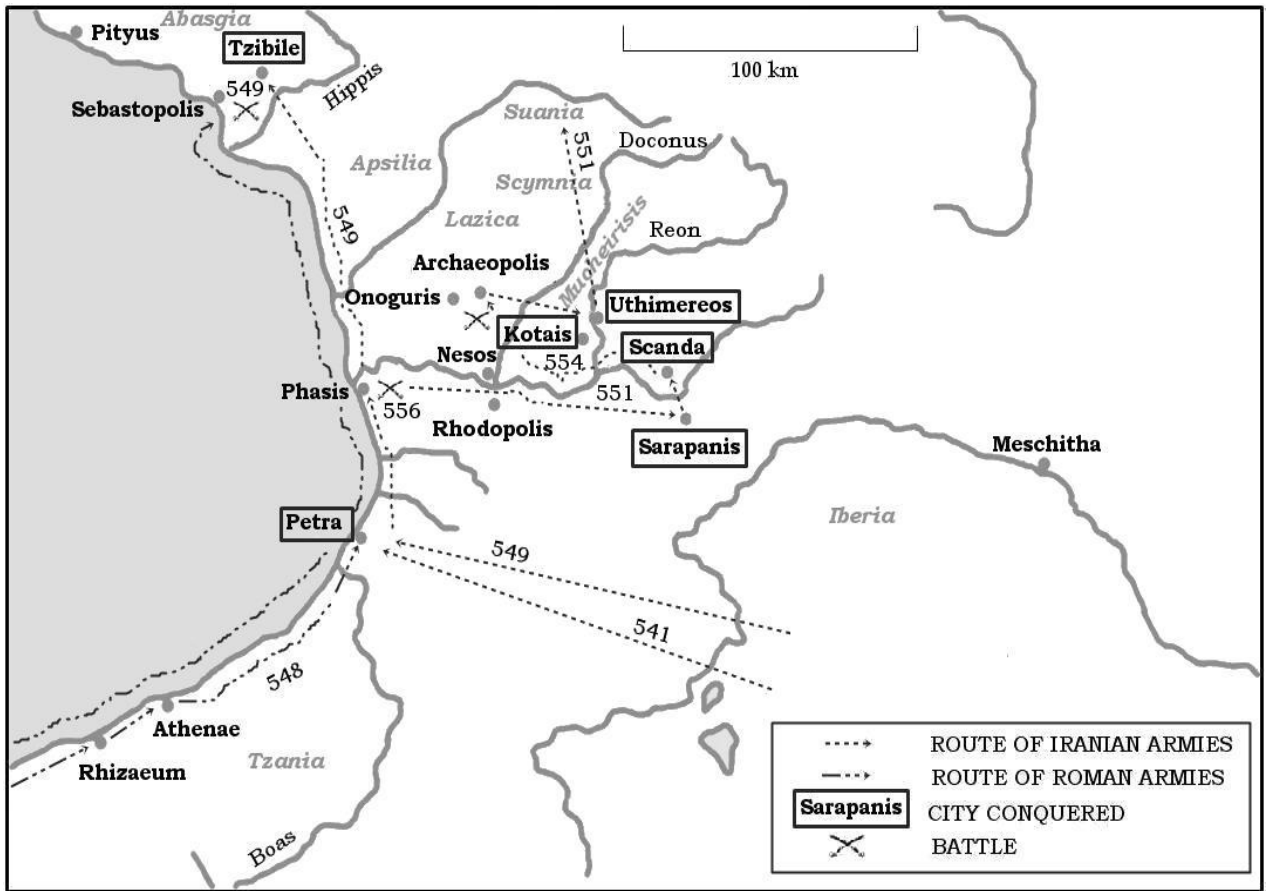 Abasgia
Pityus
Tzibile
549
Sebastopolis
Hippis
100 km
Suania
551
Doconus
Apsilia
Scymnia
Lazica
Mucheirisis
Reon
549
Archaeopolis
Onoguris
Uthimereos
Kotais
Scanda
Nesos
554
Phasis
556
551
Rhodopolis
Sarapanis
Meschitha
Petra
Iberia
549
541
548
Athenae
Tzania
Rhizaeum
Boas
ROUTE OF IRANIAN ARMIES
ROUTE OF ROMAN ARMIES
Sarapanis CITY CONQUERED
BATTLE